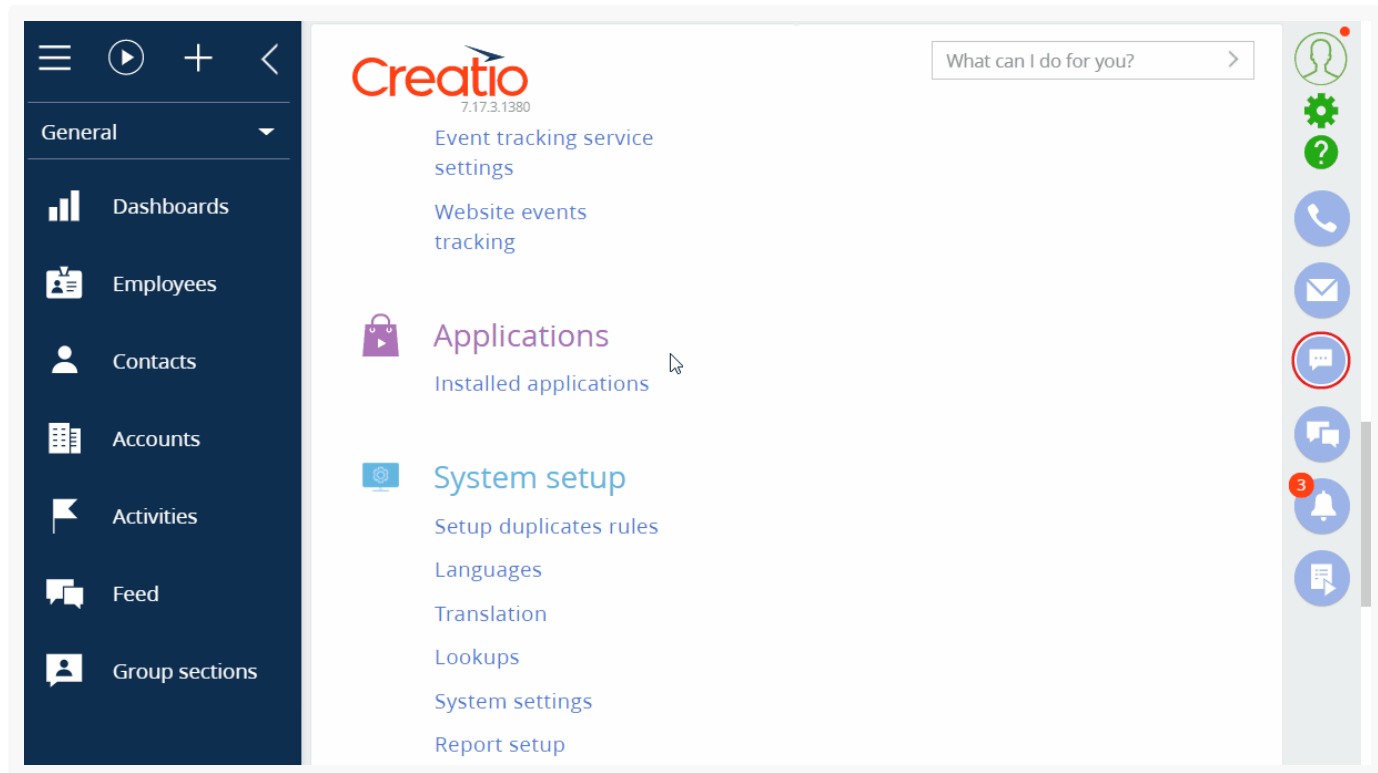 General
Dashboards
Employees
Contacts
Accounts
Activities
Feed
Group sections
Creatio
7.17.3.1380
What can I do for you?
Event tracking service
settings
Website events
tracking
Applications
Installed applications
System setup
Setup duplicates rules
Languages
Translation
Lookups
System settings
Report setup
?
3